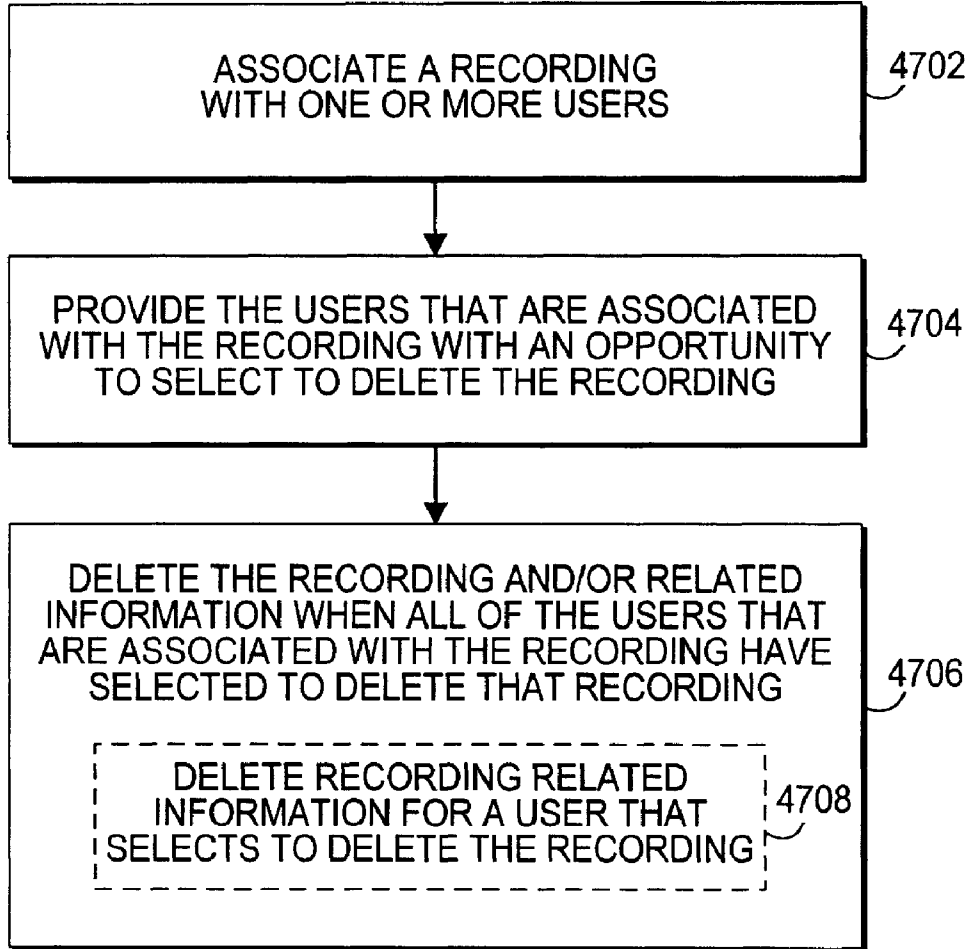 ASSOCIATE A RECORDING
WITH ONE OR MORE USERS
4702
PROVIDE THE USERS THAT ARE ASSOCIATED
WITH THE RECORDING WITH AN OPPORTUNITY
TO SELECT TO DELETE THE RECORDING
4704
DELETE THE RECORDING AND/OR RELATED
INFORMATION WHEN ALL OF THE USERS THAT
ARE ASSOCIATED WITH THE RECORDING HAVE
SELECTED TO DELETE THAT RECORDING
4706
DELETE RECORDING RELATED
INFORMATION FOR A USER THAT
SELECTS TO DELETE THE RECORDING
4708